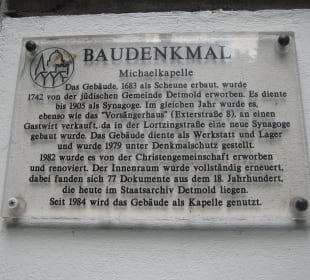 BAUDENKMAL
Michaelkapelle
Das Gebäude, 1683 als Scheune erbaut, wurde
1742 von der jüdischen Gemeinde Detmold erworben. Es diente
bis 1905 als Synagoge. Im gleichen Jahr wurde es,
ebenso wie das "Vorsängerhaus" (Exterstraße 8), an einen
Gastwirt verkauft, da in der Lortzingstraße eine neue Synagoge
gebaut wurde. Das Gebäude diente als Werkstatt und Lager
und wurde 1979 unter Denkmalschutz gestellt.
1982 wurde es von der Christengemeinschaft erworben
und renoviert. Der Innenraum wurde vollständig erneuert,
dabei fanden sich 77 Dokumente aus dem 18. Jahrhundert,
die heute im Staatsarchiv Detmold liegen.
Seit 1984 wird das Gebäude als Kapelle genutzt.